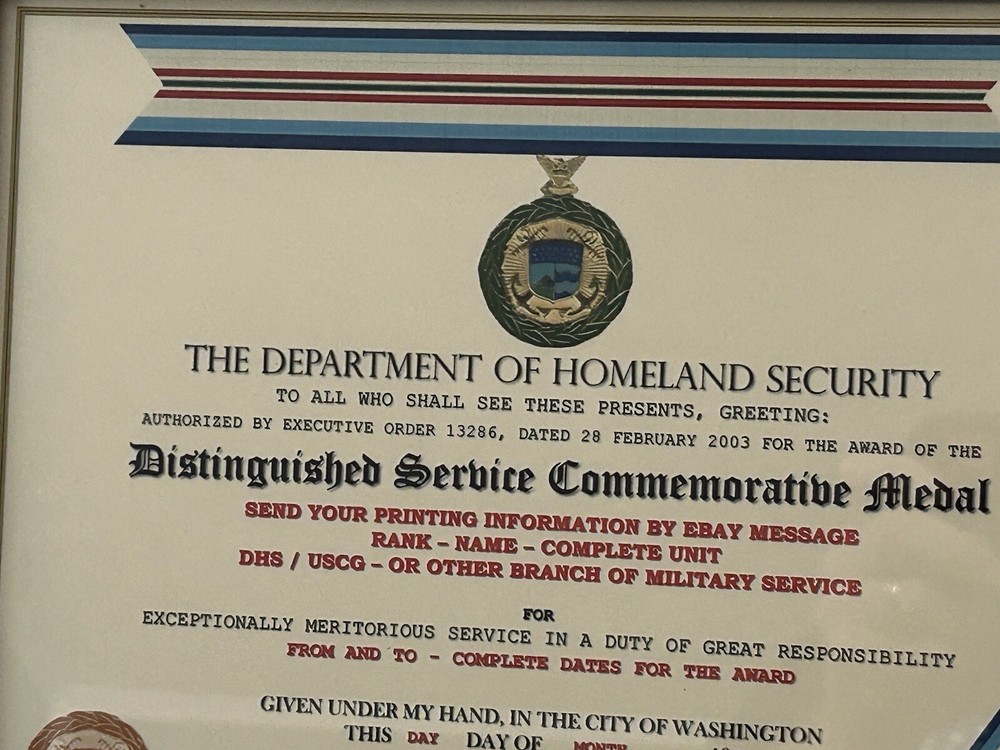 THE DEPARTMENT OF HOMELAND SECURITY
TO ALL WHO SHALL SEE THESE PRESENTS, GREETING:
AUTHORIZED BY EXECUTIVE ORDER 13286, DATED 28 FEBRUARY 2003 FOR THE AWARD OF THE
Distinguished Service Commemorative Medal
SEND YOUR PRINTING INFORMATION BY EBAY MESSAGE
RANK – NAME – COMPLETE UNIT
DHS / USCG – OR OTHER BRANCH OF MILITARY SERVICE
FOR
EXCEPTIONALLY MERITORIOUS SERVICE IN A DUTY OF GREAT RESPONSIBILITY
FROM AND TO – COMPLETE DATES FOR THE AWARD
GIVEN UNDER MY HAND, IN THE CITY OF WASHINGTON
THIS DAY DAY OF MONTH